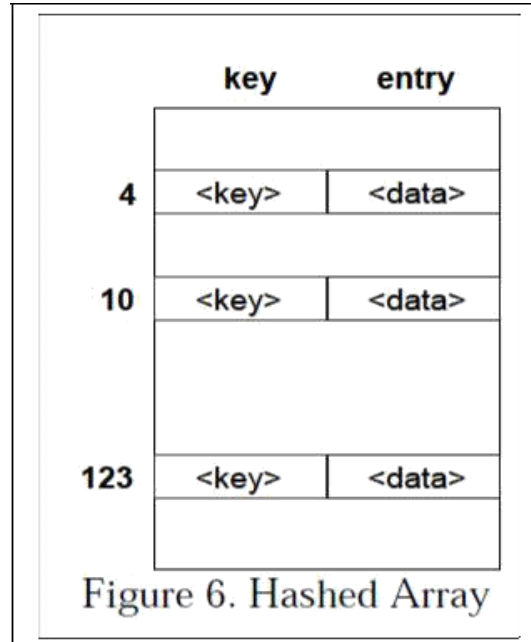 key entry
4 <key> <data>
10 <key> <data>
123 <key> <data>
Figure 6. Hashed Array